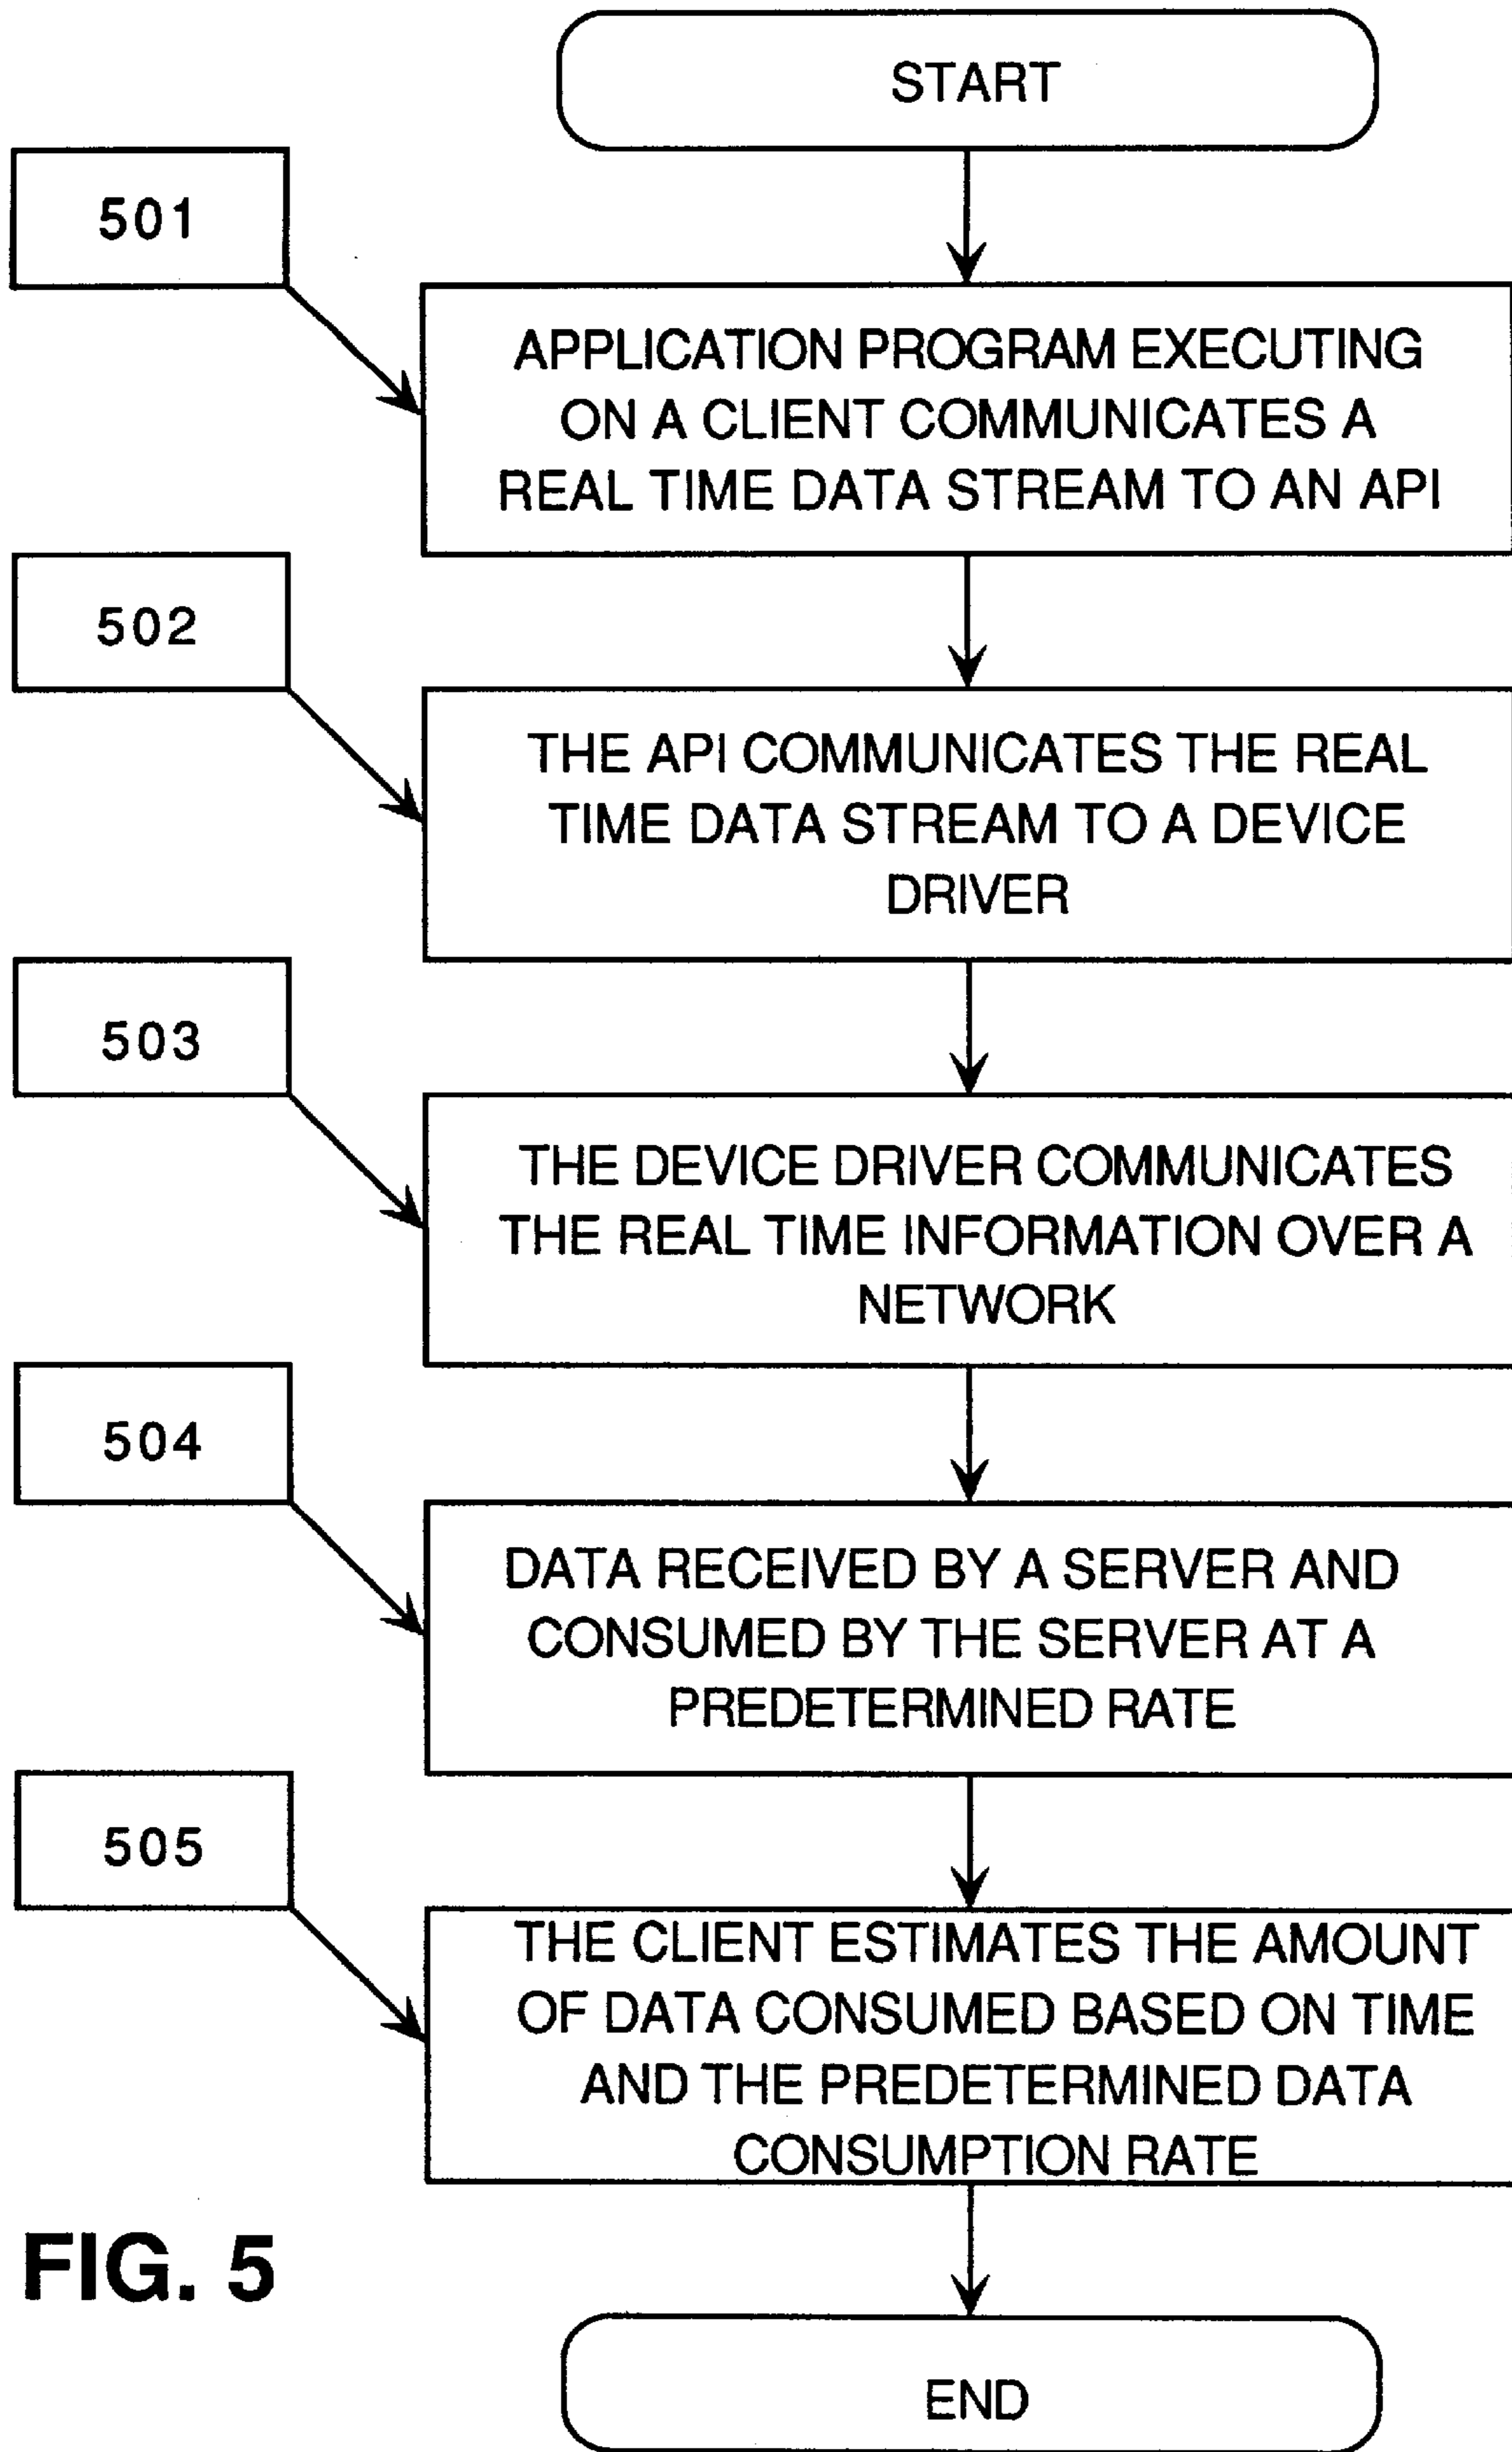 START
501
APPLICATION PROGRAM EXECUTING
ON A CLIENT COMMUNICATES A
REAL TIME DATA STREAM TO AN API
502
THE API COMMUNICATES THE REAL
TIME DATA STREAM TO A DEVICE
DRIVER
503
THE DEVICE DRIVER COMMUNICATES
THE REAL TIME INFORMATION OVER A
NETWORK
504
DATA RECEIVED BY A SERVER AND
CONSUMED BY THE SERVER AT A
PREDETERMINED RATE
505
THE CLIENT ESTIMATES THE AMOUNT
OF DATA CONSUMED BASED ON TIME
AND THE PREDETERMINED DATA
CONSUMPTION RATE
FIG. 5
END